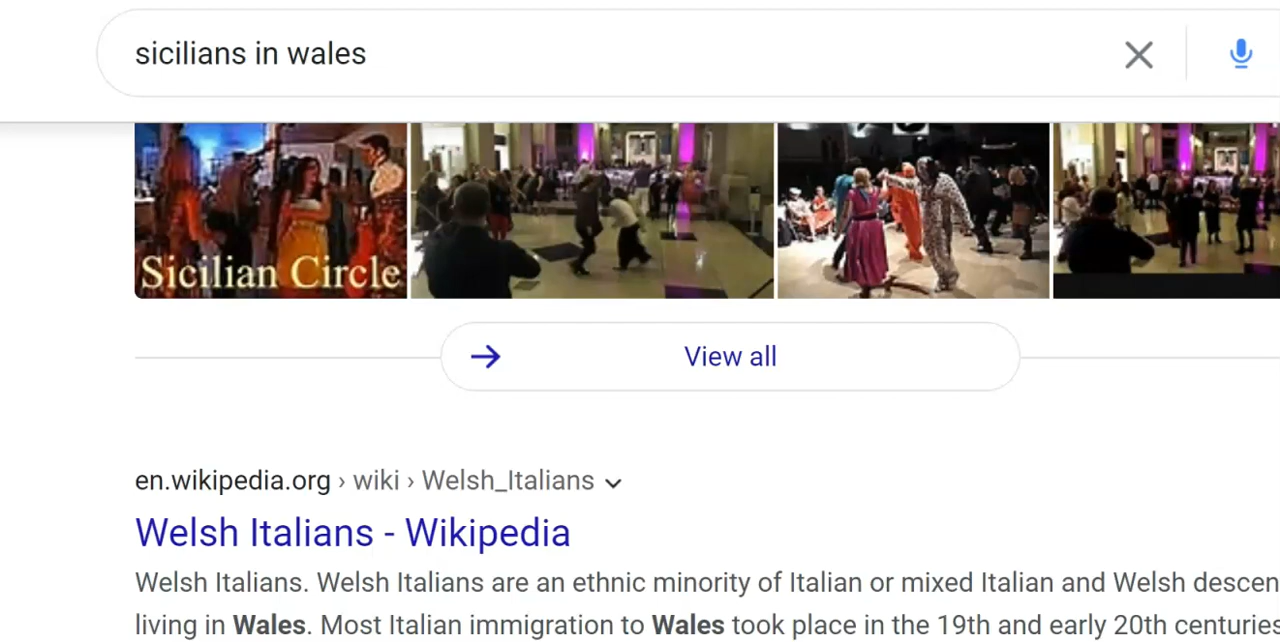 sicilians in wales
Sicilian Circle
View all
en.wikipedia.org › wiki › Welsh_Italians
Welsh Italians - Wikipedia
Welsh Italians. Welsh Italians are an ethnic minority of Italian or mixed Italian and Welsh descen
living in Wales. Most Italian immigration to Wales took place in the 19th and early 20th centuries